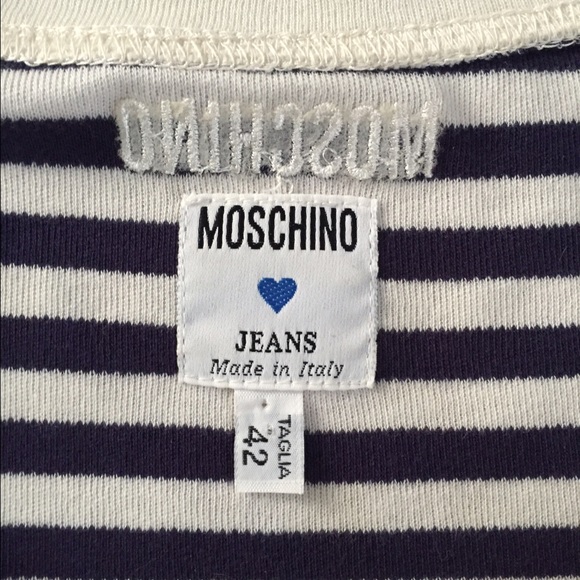 MOSCHINO
MOSCHINO
JEANS
Made in Italy
TAGLIA
42